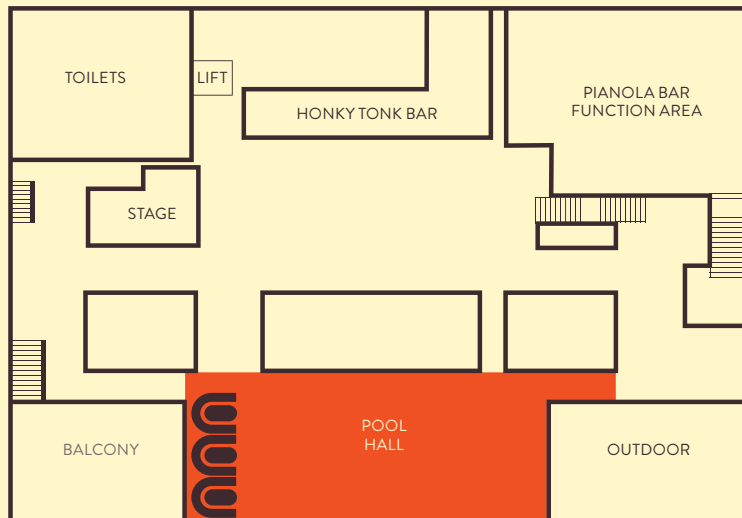 TOILETS
LIFT
HONKY TONK BAR
PIANOLA BAR
FUNCTION AREA
STAGE
POOL
HALL
BALCONY
OUTDOOR